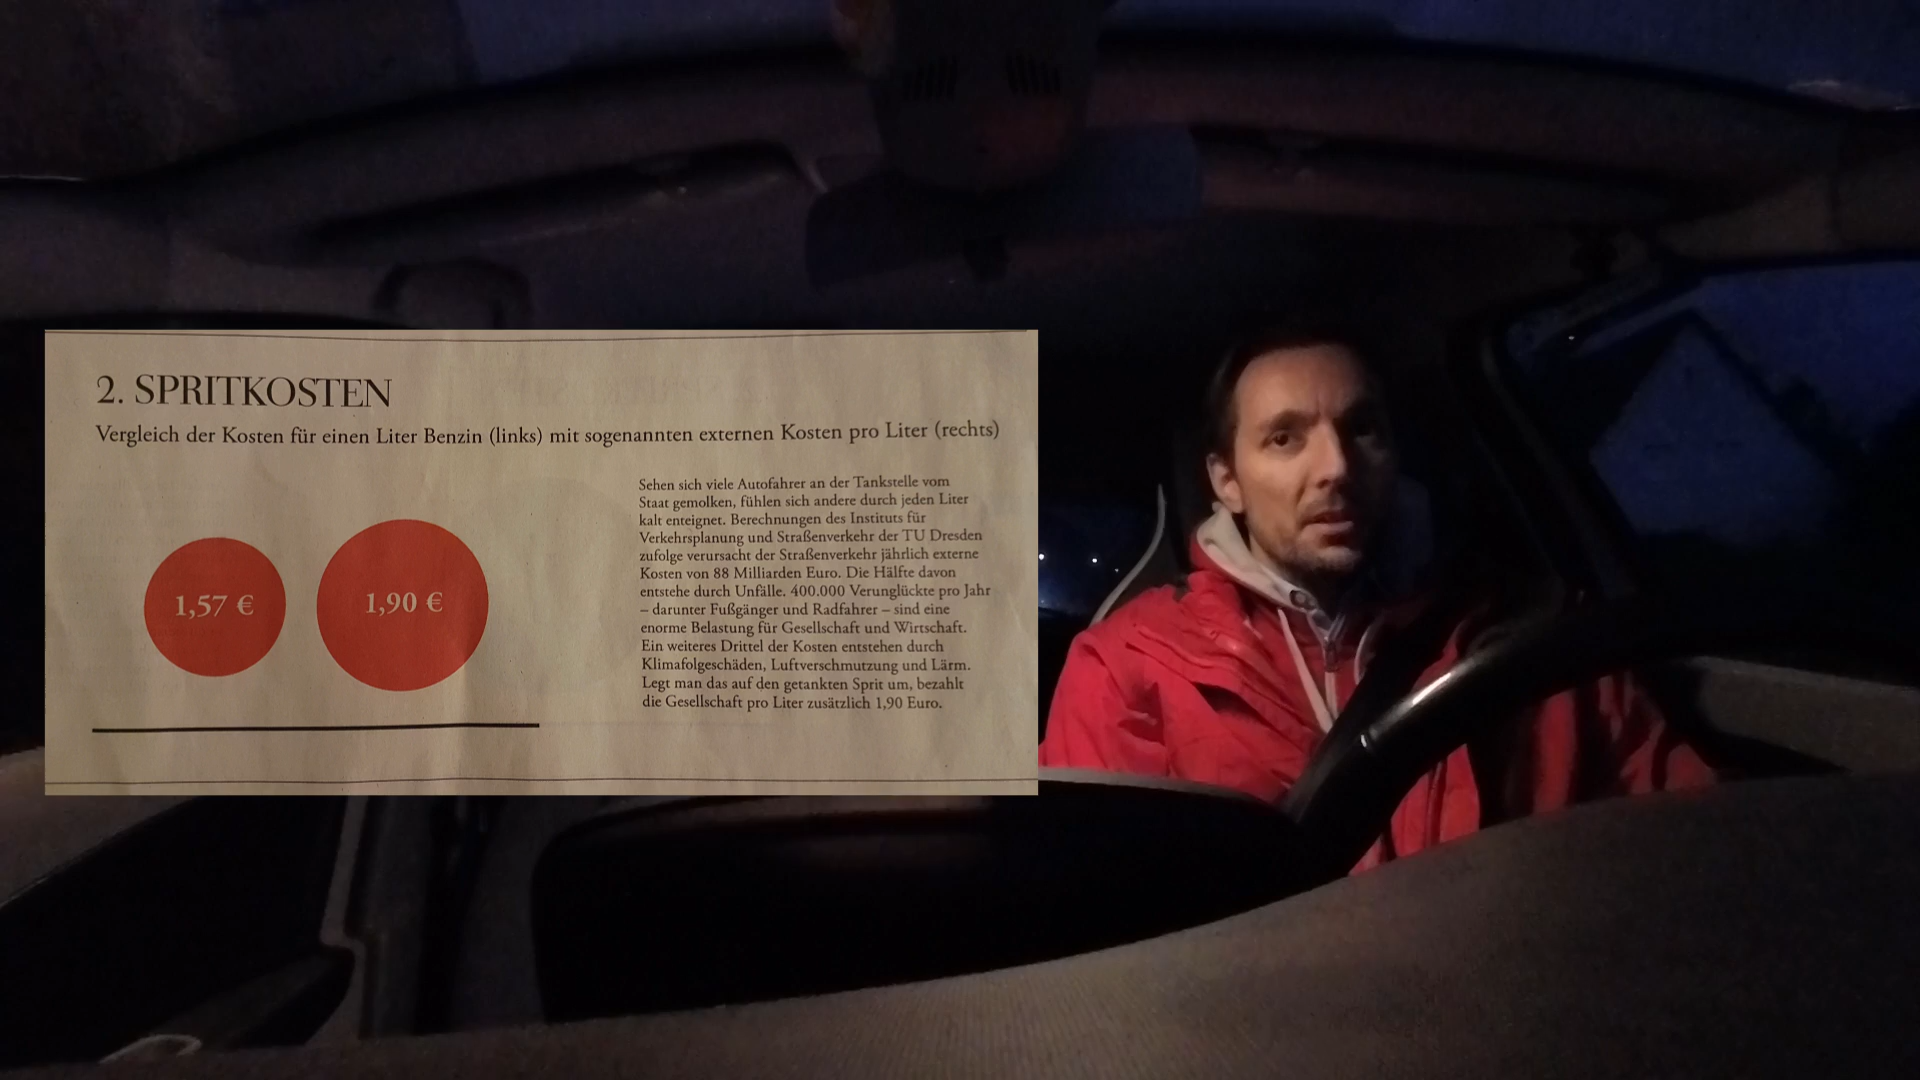 2. SPRITKOSTEN
Vergleich der Kosten für einen Liter Benzin (links) mit sogenannten externen Kosten pro Liter (rechts)
1,57 €
1,90 €
Sehen sich viele Autofahrer an der Tankstelle vom
Staat gemolken, fühlen sich andere durch jeden Liter
kalt enteignet. Berechnungen des Instituts für
Verkehrsplanung und Straßenverkehr der TU Dresden
zufolge verursacht der Straßenverkehr jährlich externe
Kosten von 88 Milliarden Euro. Die Hälfte davon
entstehe durch Unfälle. 400.000 Verunglückte pro Jahr
– darunter Fußgänger und Radfahrer – sind eine
enorme Belastung für Gesellschaft und Wirtschaft.
Ein weiteres Drittel der Kosten entstehen durch
Klimafolgeschäden, Luftverschmutzung und Lärm.
Legt man das auf den getankten Sprit um, bezahlt
die Gesellschaft pro Liter zusätzlich 1,90 Euro.